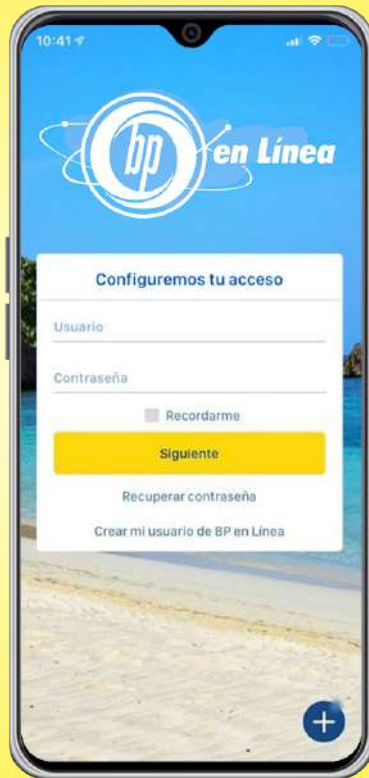 10:41
bp en Línea
Configuremos tu acceso
Usuario
Contraseña
Recordarme
Siguiente
Recuperar contraseña
Crear mi usuario de BP en Línea